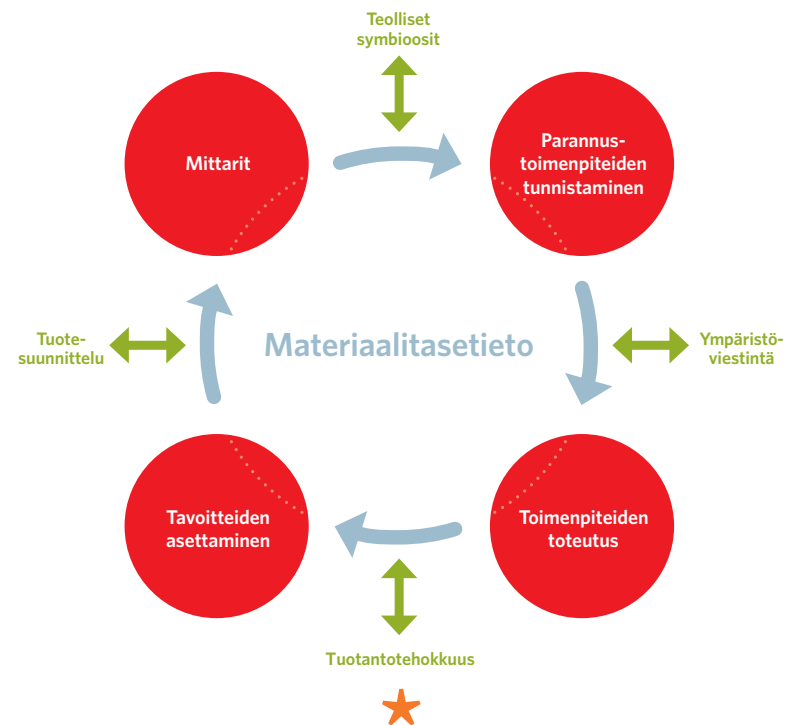 Teolliset
symbioosit
Mittarit
Parannus-
toimenpiteiden
tunnistaminen
Tuote-
suunnittelu
Materiaalitasetieto
Ympäristö-
viestintä
Tavoitteiden
asettaminen
Toimenpiteiden
toteutus
Tuotantotehokkuus